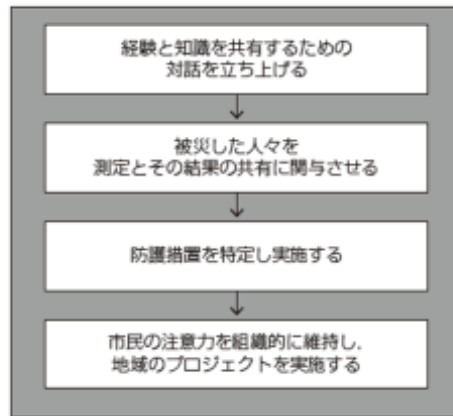 経験と知識を共有するための
対話を立ち上げる
被災した人々を
測定とその結果の共有に関与させる
防護措置を特定し実施する
市民の注意力を組織的に維持し,
地域のプロジェクトを実施する